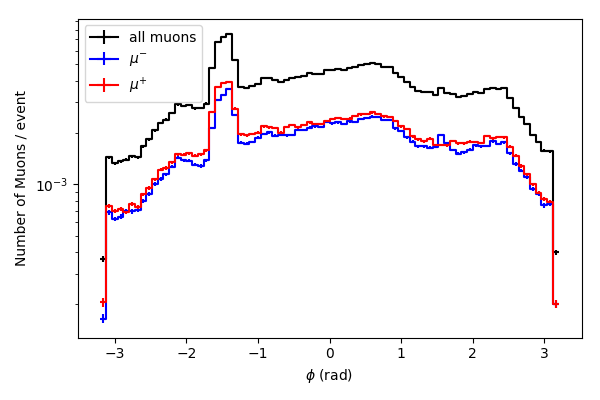 all muons
μ⁻
μ⁺
Number of Muons / event
10⁻³
−3 −2 −1 0 1 2 3
ϕ (rad)